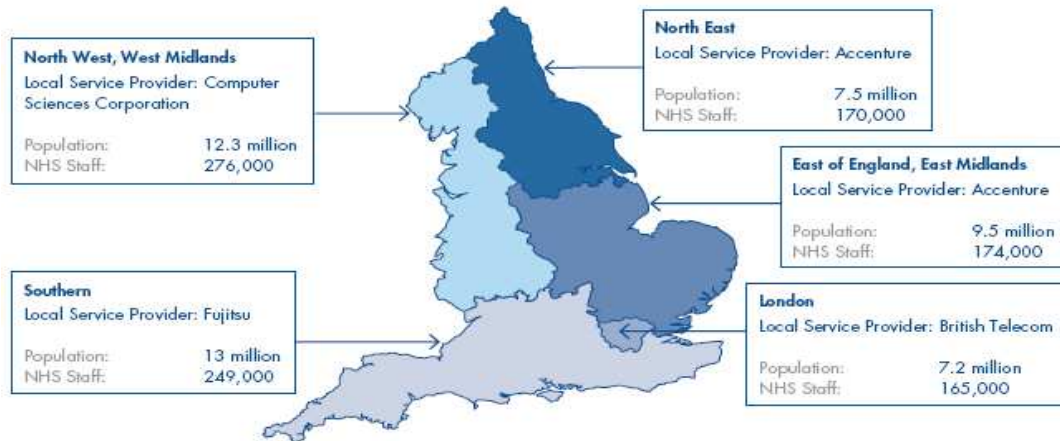 North West, West Midlands
Local Service Provider: Computer
Sciences Corporation
Population: 12.3 million
NHS Staff: 276,000
North East
Local Service Provider: Accenture
Population: 7.5 million
NHS Staff: 170,000
East of England, East Midlands
Local Service Provider: Accenture
Population: 9.5 million
NHS Staff: 174,000
Southern
Local Service Provider: Fujitsu
Population: 13 million
NHS Staff: 249,000
London
Local Service Provider: British Telecom
Population: 7.2 million
NHS Staff: 165,000